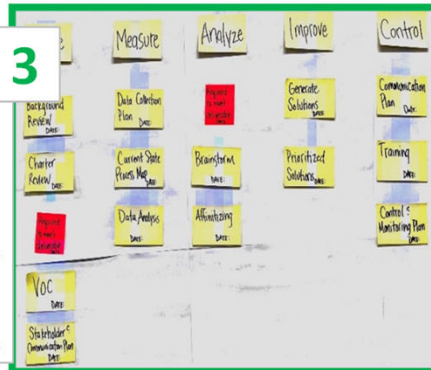 3
Measure
Analyze
Improve
Control
Background
Review
DATE:
Charter
Review
DATE:
VOC
DATE:
Stakeholder &
Communication Plan
DATE:
Data Collection
Plan
DATE:
Current State
Process Map
DATE:
Data Analysis
DATE:
Brainstorm
DATE:
Affinitizing
DATE:
Generate
Solutions
DATE:
Prioritized
Solutions
DATE:
Communication
Plan
DATE:
Training
DATE:
Control &
Monitoring Plan
DATE: